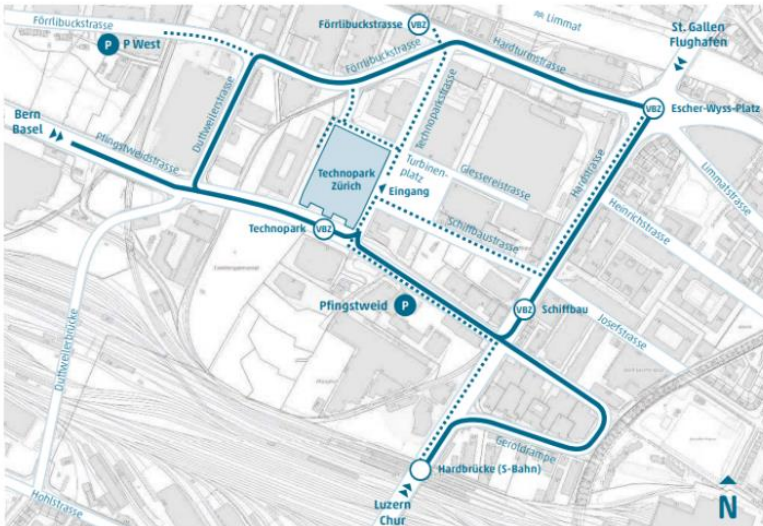 Förrlibuckstrasse
VBZ
Limmat
St. Gallen
Flughafen
Förrlibuckstrasse
P
P West
Hardturmstrasse
Förrlibuckstrasse
VBZ
Escher-Wyss-Platz
Bern
Basel
Duttweilerstrasse
Technoparkstrasse
Pfingstweidstrasse
Hardstrasse
Limmatstrasse
Technopark
Zürich
Turbinen-
platz
Giessereistrasse
Eingang
Heinrichstrasse
Technopark
VBZ
Schiffbaustrasse
Pfingstweid
P
VBZ
Schiffbau
Josefstrasse
Duttweilerbrücke
Geroldrampe
Hardbrücke (S-Bahn)
Hohlstrasse
Luzern
Chur
N